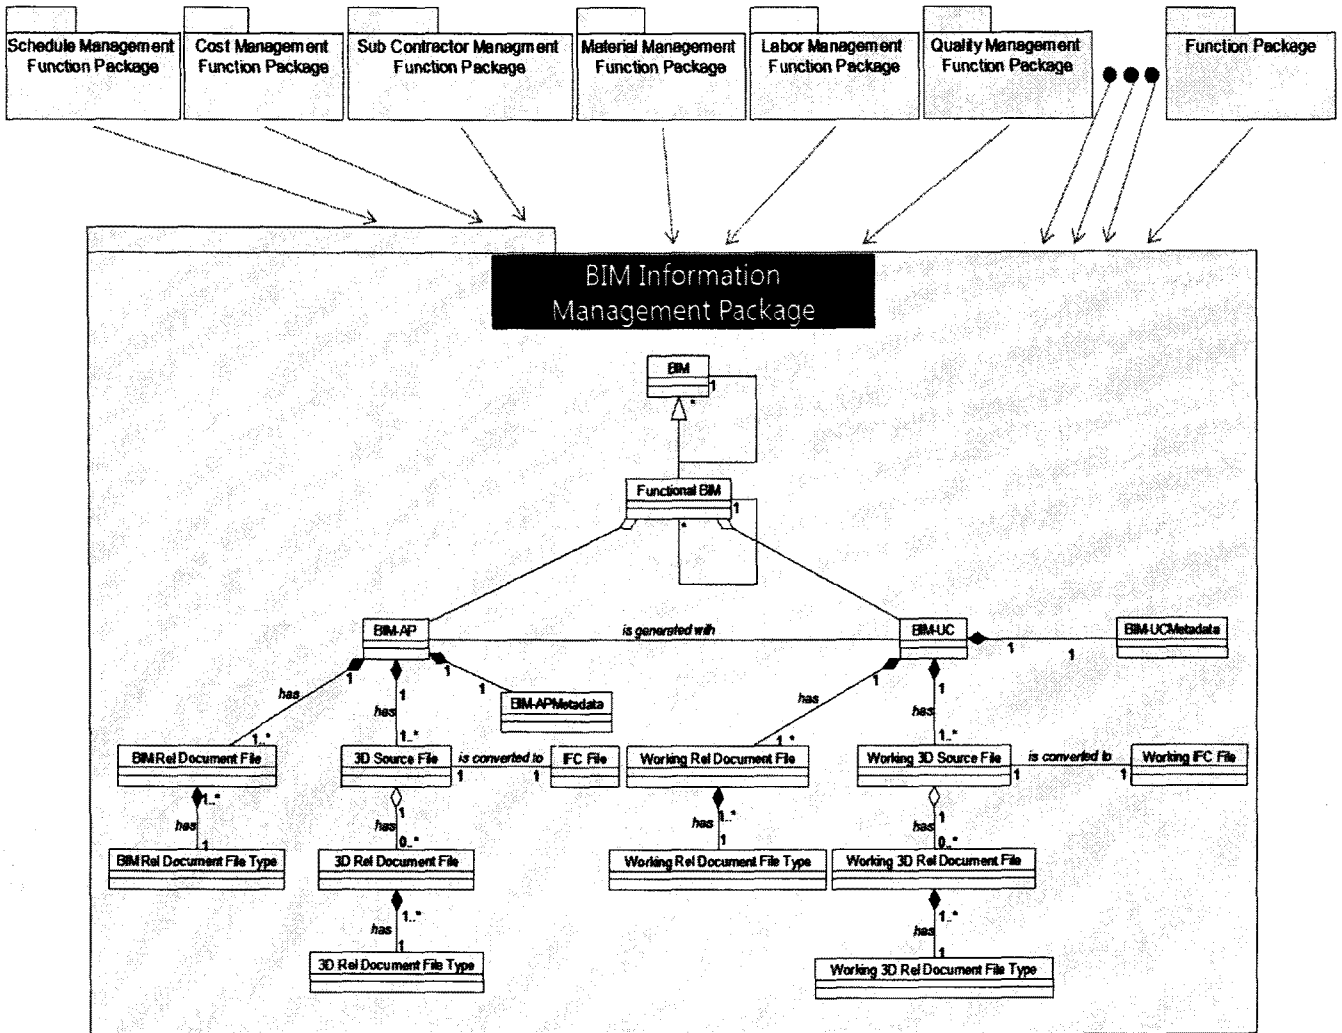 Schedule Management
Function Package
Cost Management
Function Package
Sub Contractor Managment
Function Package
Material Management
Function Package
Labor Management
Function Package
Quality Management
Function Package
Function Package
BIM Information
Management Package
BIM
1
*
Functional BIM
1
*
BIM-AP
is generated with
BIM-UC
BIM-UCMetadata
1
1
1
1
1
1
BIM-APMetadata
1
1
has
has
has
has
1..*
1..*
1..*
1..*
BIM Rel Document File
3D Source File
is converted to
1
1
IFC File
Working Rel Document File
Working 3D Source File
is converted to
1
1
Working IFC File
1..*
has
1
1
has
0..*
1..*
has
1
1
has
0..*
BIM Rel Document File Type
3D Rel Document File
Working Rel Document File Type
Working 3D Rel Document File
1..*
has
1
1..*
has
1
3D Rel Document File Type
Working 3D Rel Document File Type